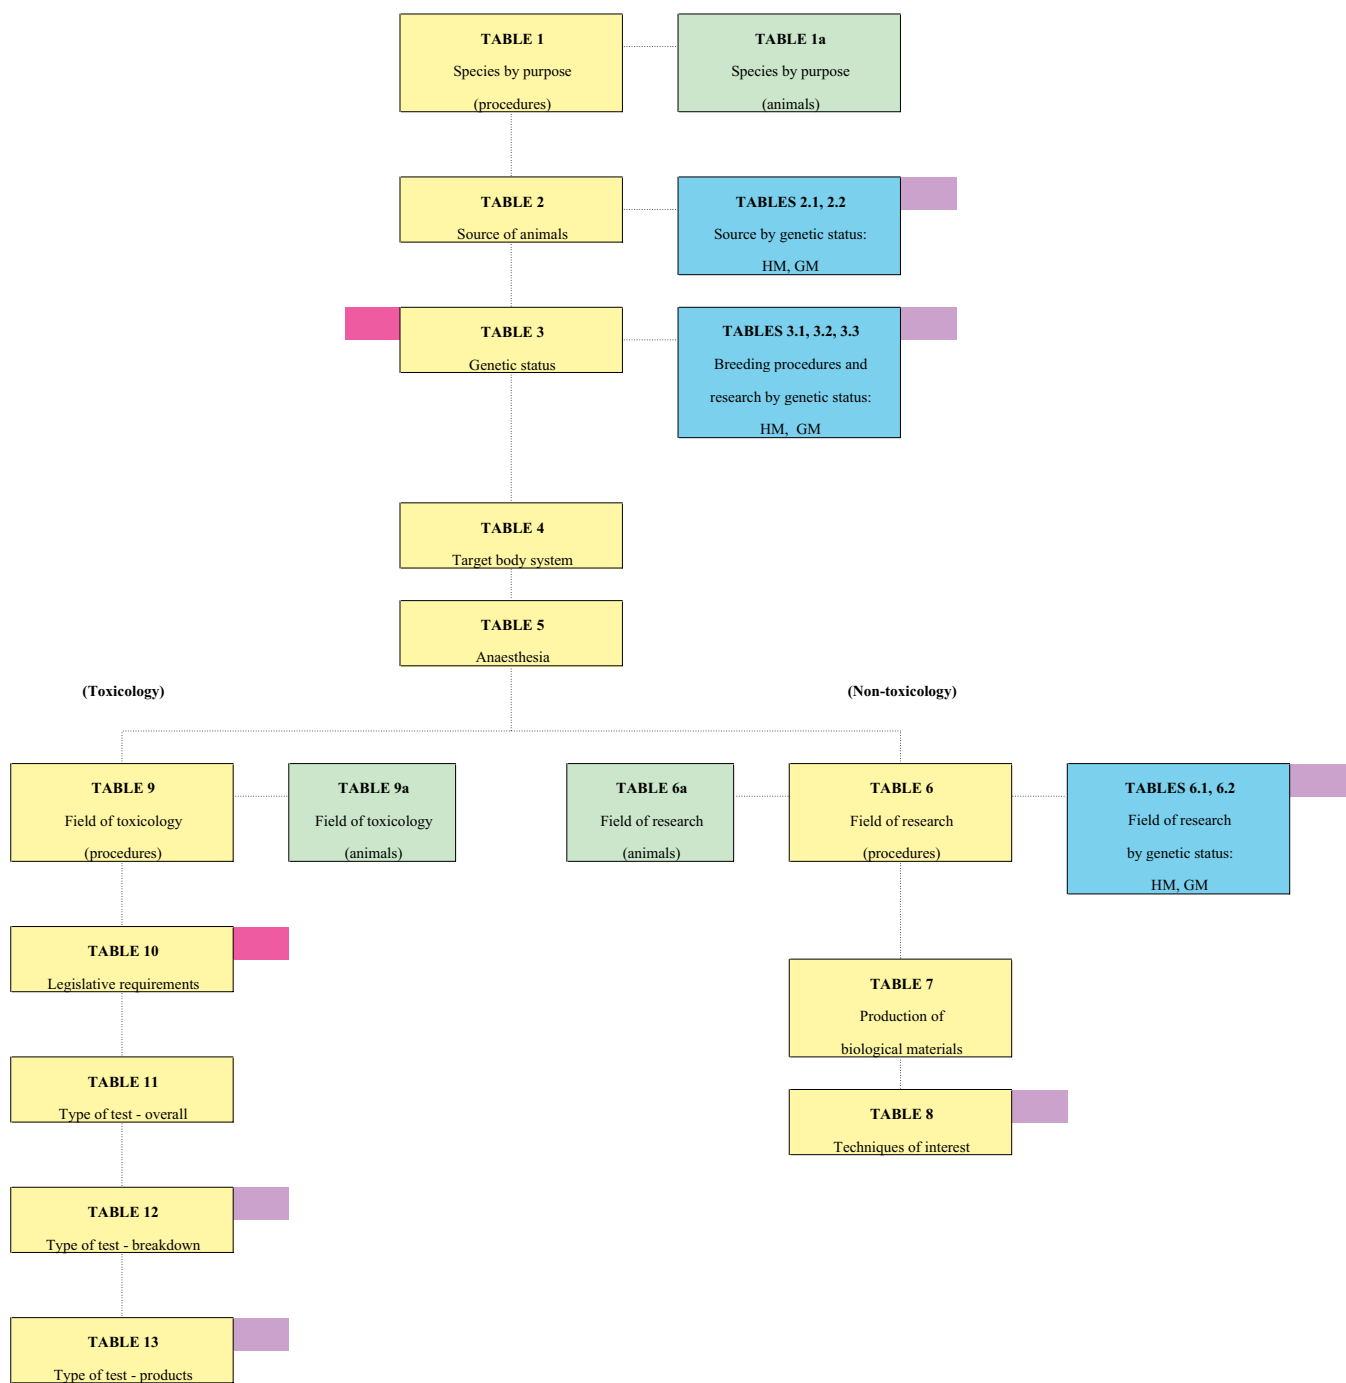 TABLE 1
Species by purpose
(procedures)
TABLE 1a
Species by purpose
(animals)
TABLE 2
Source of animals
TABLES 2.1, 2.2
Source by genetic status:
HM, GM
TABLE 3
Genetic status
TABLES 3.1, 3.2, 3.3
Breeding procedures and
research by genetic status:
HM, GM
TABLE 4
Target body system
TABLE 5
Anaesthesia
(Toxicology)
(Non-toxicology)
TABLE 9
Field of toxicology
(procedures)
TABLE 9a
Field of toxicology
(animals)
TABLE 6a
Field of research
(animals)
TABLE 6
Field of research
(procedures)
TABLES 6.1, 6.2
Field of research
by genetic status:
HM, GM
TABLE 10
Legislative requirements
TABLE 7
Production of
biological materials
TABLE 11
Type of test - overall
TABLE 8
Techniques of interest
TABLE 12
Type of test - breakdown
TABLE 13
Type of test - products